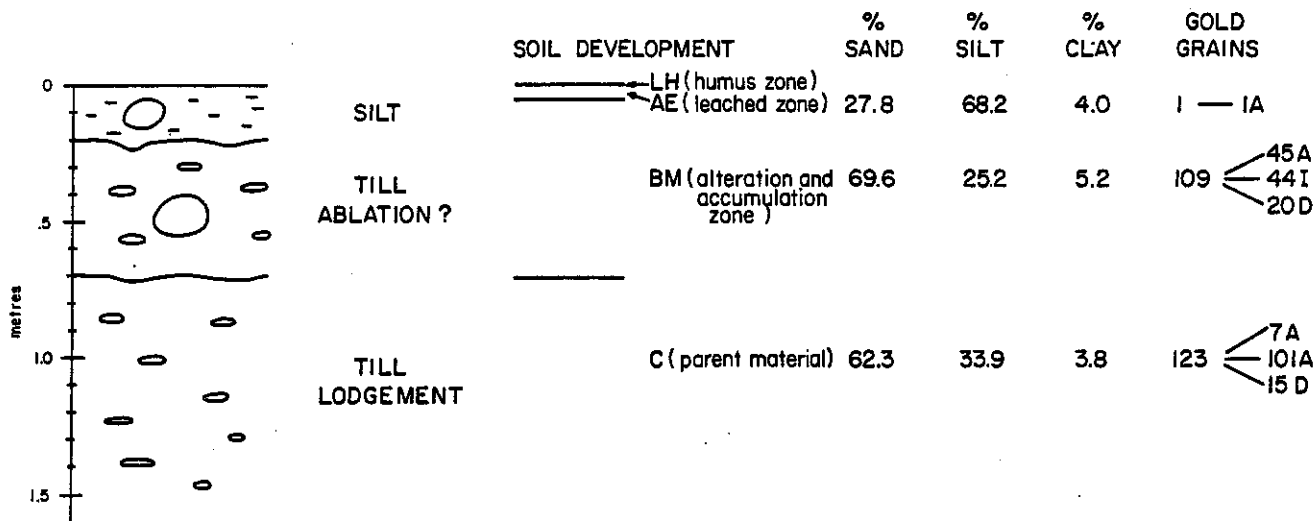 % % % GOLD
SOIL DEVELOPMENT SAND SILT CLAY GRAINS
0
LH (humus zone)
SILT
AE (leached zone) 27.8 68.2 4.0 1 1A
45A
TILL
ABLATION ?
BM (alteration and 69.6 25.2 5.2 109 44I
accumulation
zone )
20D
.5
metres
7A
1.0
TILL
LODGEMENT
C (parent material) 62.3 33.9 3.8 123 101A
15D
1.5